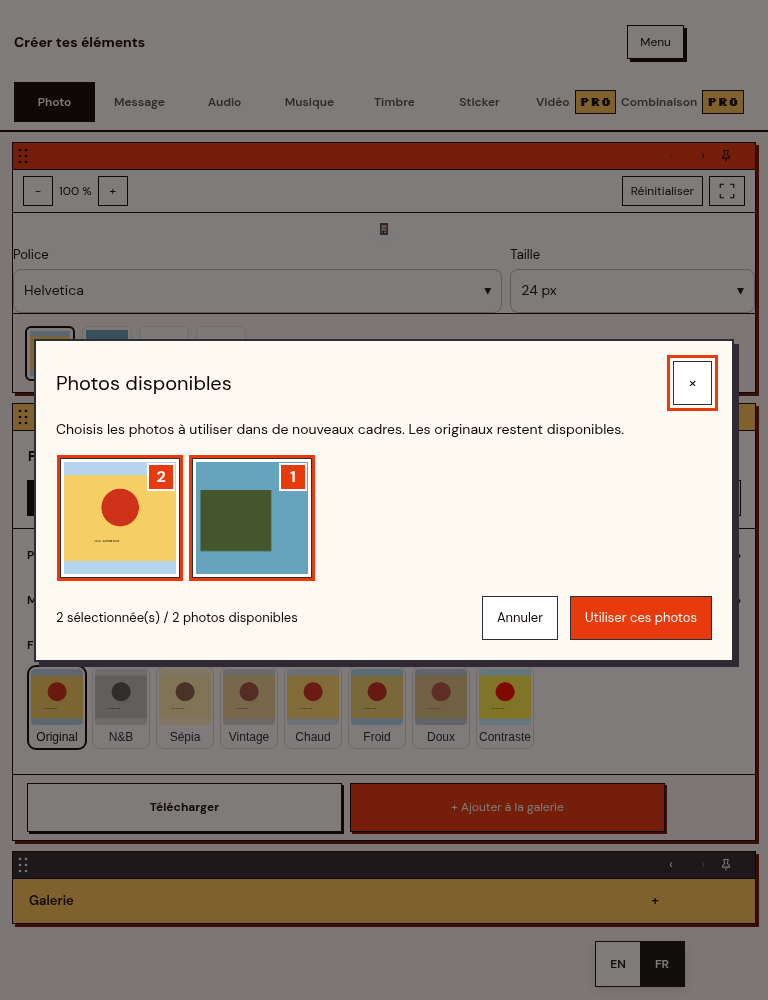 Créer tes éléments
Menu
Photo Message Audio Musique Timbre Sticker Vidéo PRO Combinaison PRO
− 100 % + Réinitialiser
Police Taille
Helvetica ▼ 24 px ▼
Photos disponibles
×
Choisis les photos à utiliser dans de nouveaux cadres. Les originaux restent disponibles.
2 1
2 sélectionnée(s) / 2 photos disponibles Annuler Utiliser ces photos
Original N&B Sépia Vintage Chaud Froid Doux Contraste
Télécharger + Ajouter à la galerie
Galerie +
EN FR